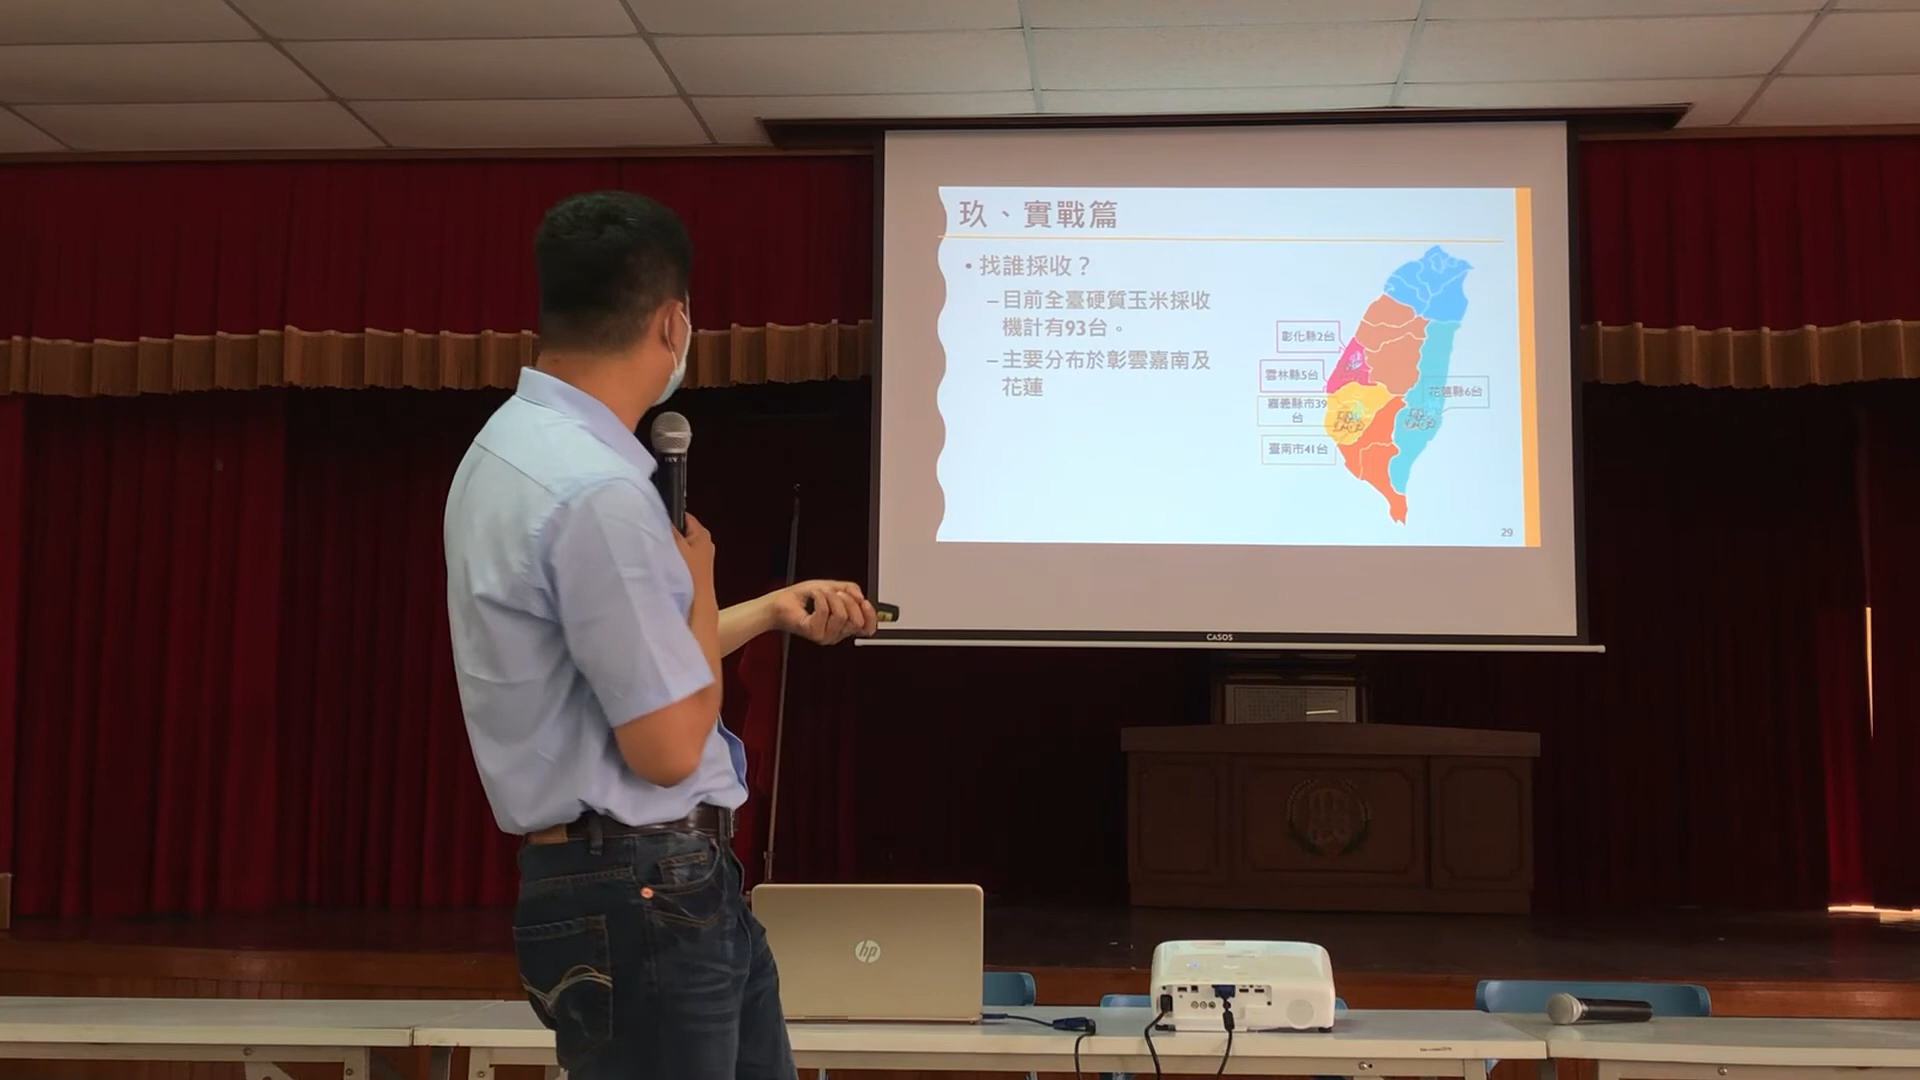 玖、實戰篇
• 找誰採收？
–目前全臺硬質玉米採收
機計有93台。
–主要分布於彰雲嘉南及
花蓮
彰化縣2台
雲林縣5台
嘉義縣市39
台
臺南市41台
花蓮縣6台
29
CASOS
hp